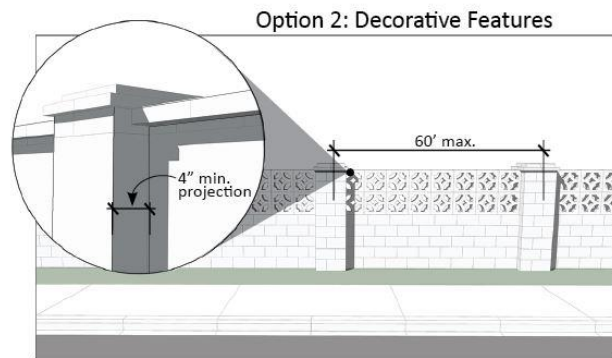 Option 2: Decorative Features
60’ max.
4” min.
projection